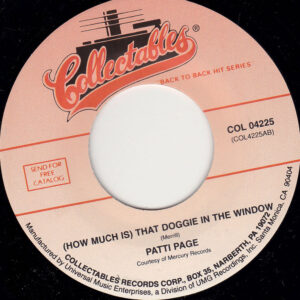 Collectables
BACK TO BACK HIT SERIES
COL 04225
(COL4225AB)
SEND FOR
FREE
CATALOG
(HOW MUCH IS) THAT DOGGIE IN THE WINDOW
(Merrill)
PATTI PAGE
Courtesy of Mercury Records
COLLECTABLES RECORDS CORP., BOX 35, NARBERTH, PA 19072
Manufactured by Universal Music Enterprises, a Division of UMG Recordings, Inc. Santa Monica, CA 90404